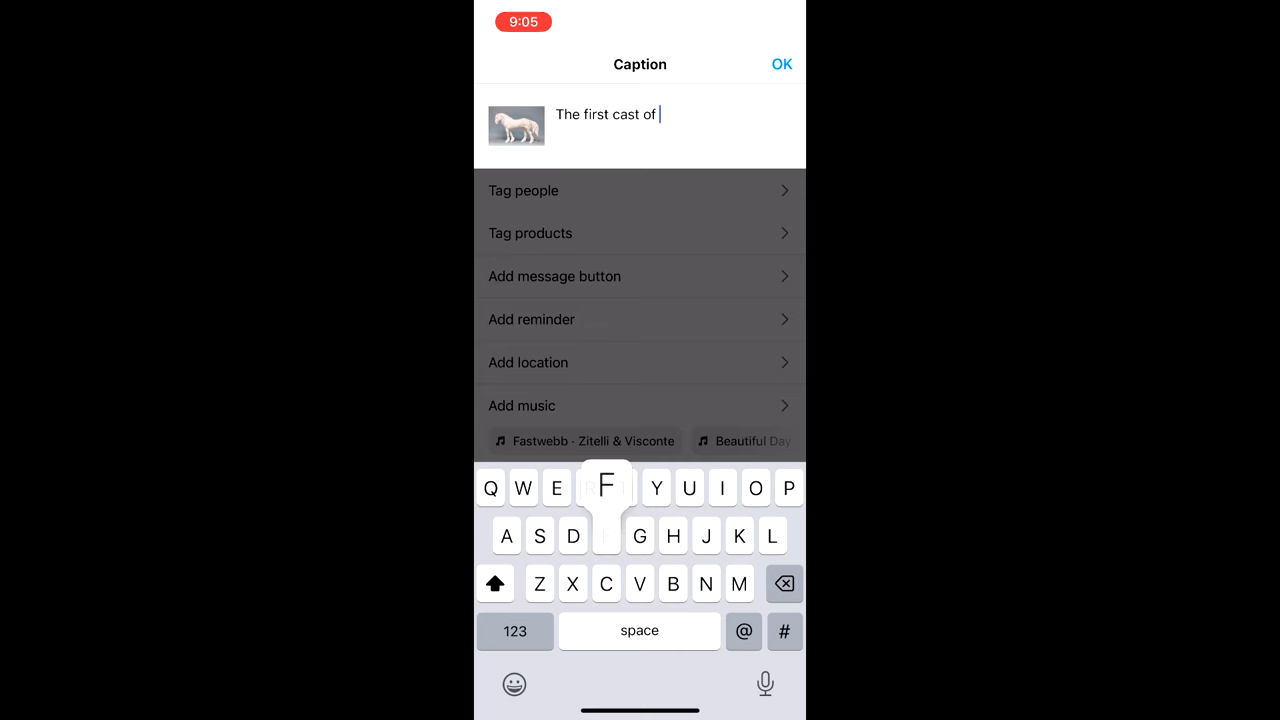 9:05
Caption
OK
The first cast of
Tag people
Tag products
Add message button
Add reminder
Add location
Add music
Fastwebb · Zitelli & Visconte
Beautiful Day
Q W E F Y U I O P
A S D G H J K L
Z X C V B N M
123 space @ #